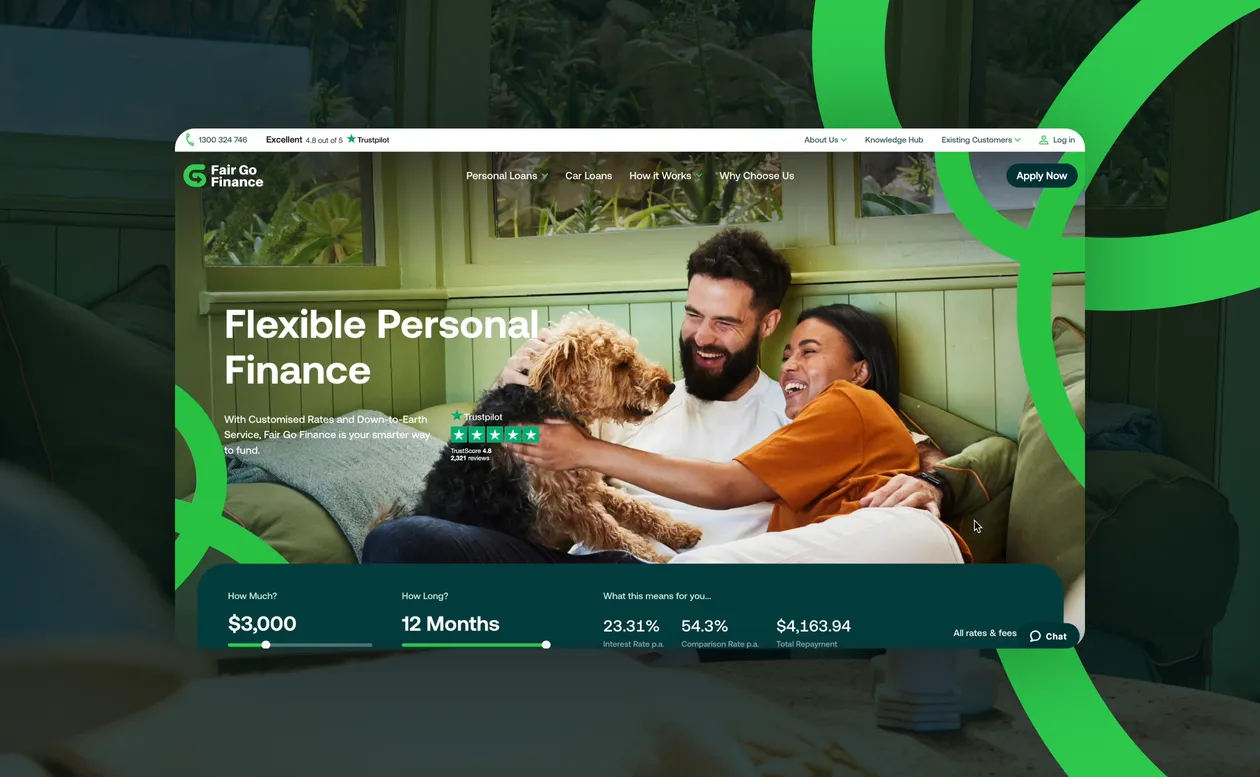 1300 324 746
Excellent 4.8 out of 5 Trustpilot
About Us
Knowledge Hub
Existing Customers
Log in
Fair Go
Finance
Personal Loans
Car Loans
How it Works
Why Choose Us
Apply Now
Flexible Personal
Finance
With Customised Rates and Down-to-Earth
Service, Fair Go Finance is your smarter way
to fund.
Trustpilot
TrustScore 4.8
2,321 reviews
How Much?
$3,000
How Long?
12 Months
What this means for you...
23.31%
Interest Rate p.a.
54.3%
Comparison Rate p.a.
$4,163.94
Total Repayment
All rates & fees
Chat